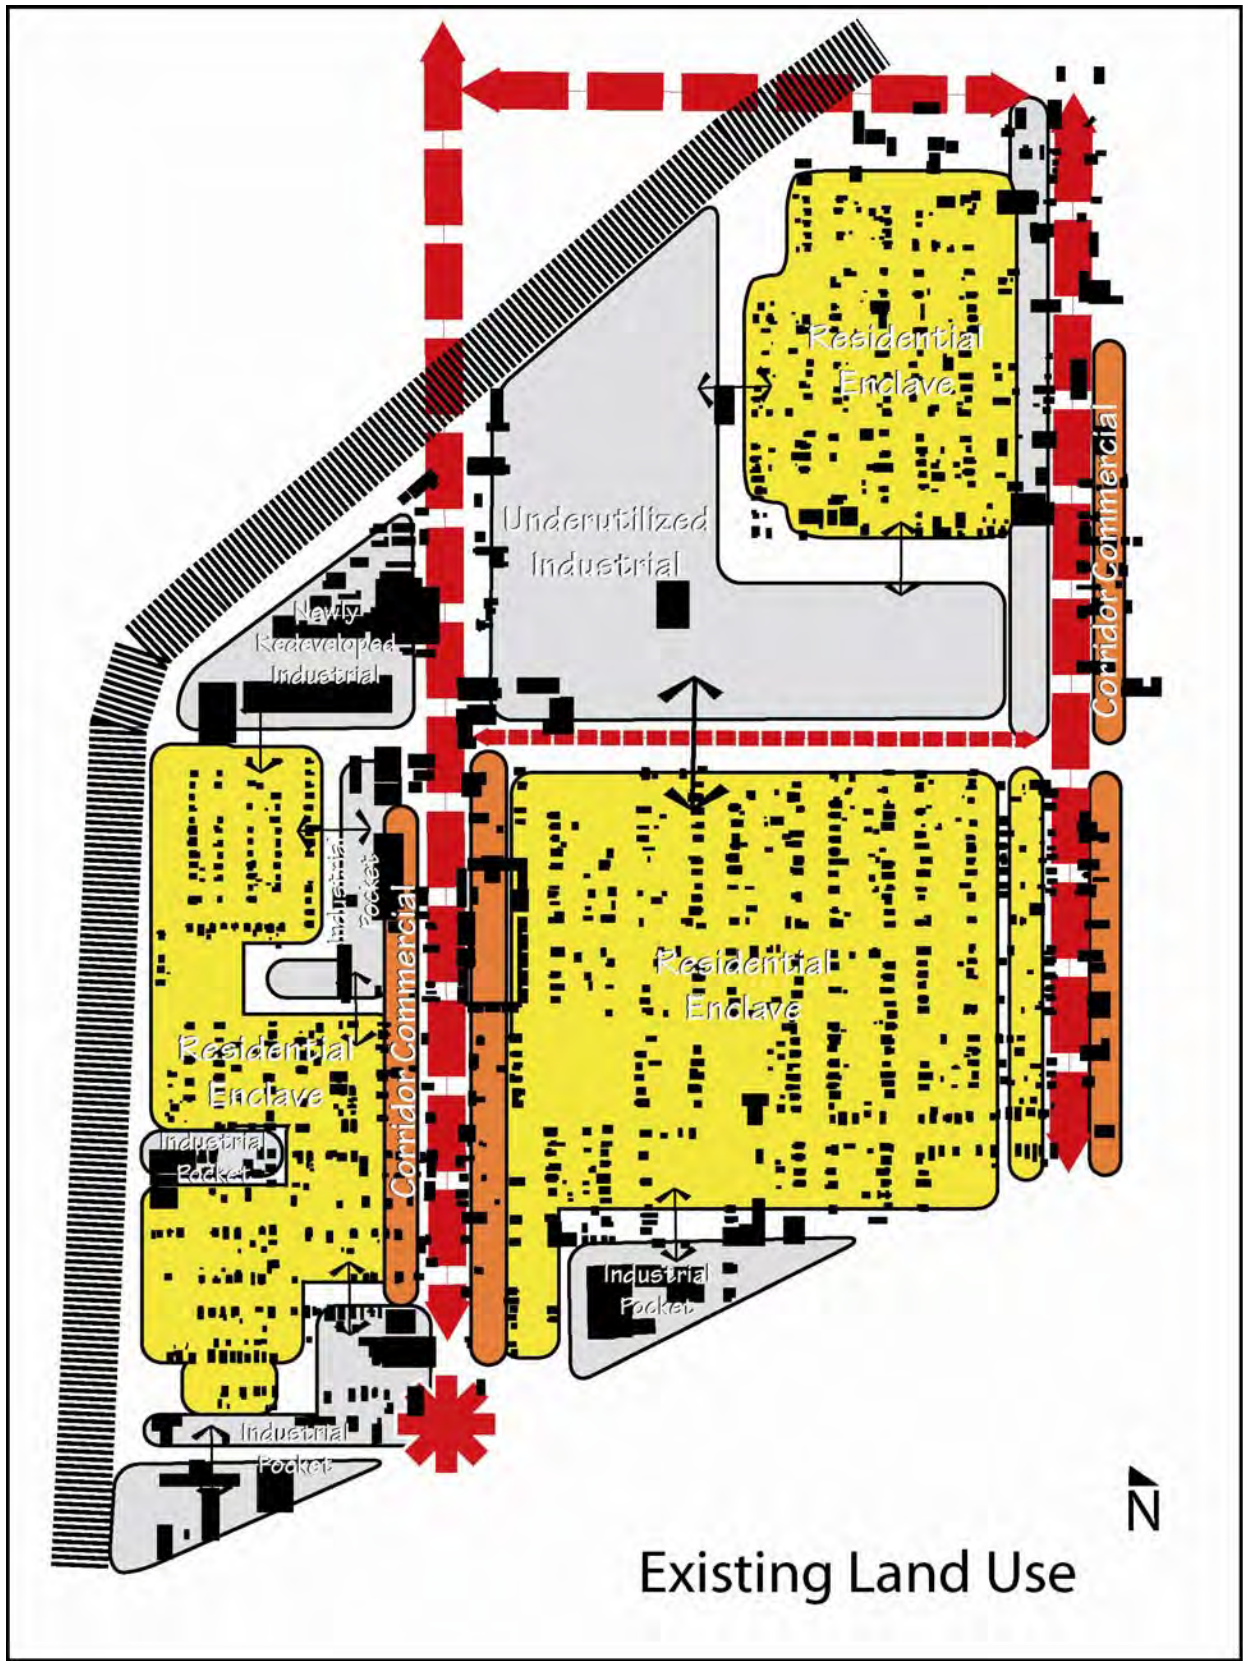 Residential
Enclave
Corridor Commercial
Underutilized
Industrial
Newly
Redeveloped
Industrial
Industrial
Pocket
Corridor Commercial
Residential
Enclave
Residential
Enclave
Industrial
Pocket
Industrial
Pocket
Industrial
Pocket
N
Existing Land Use